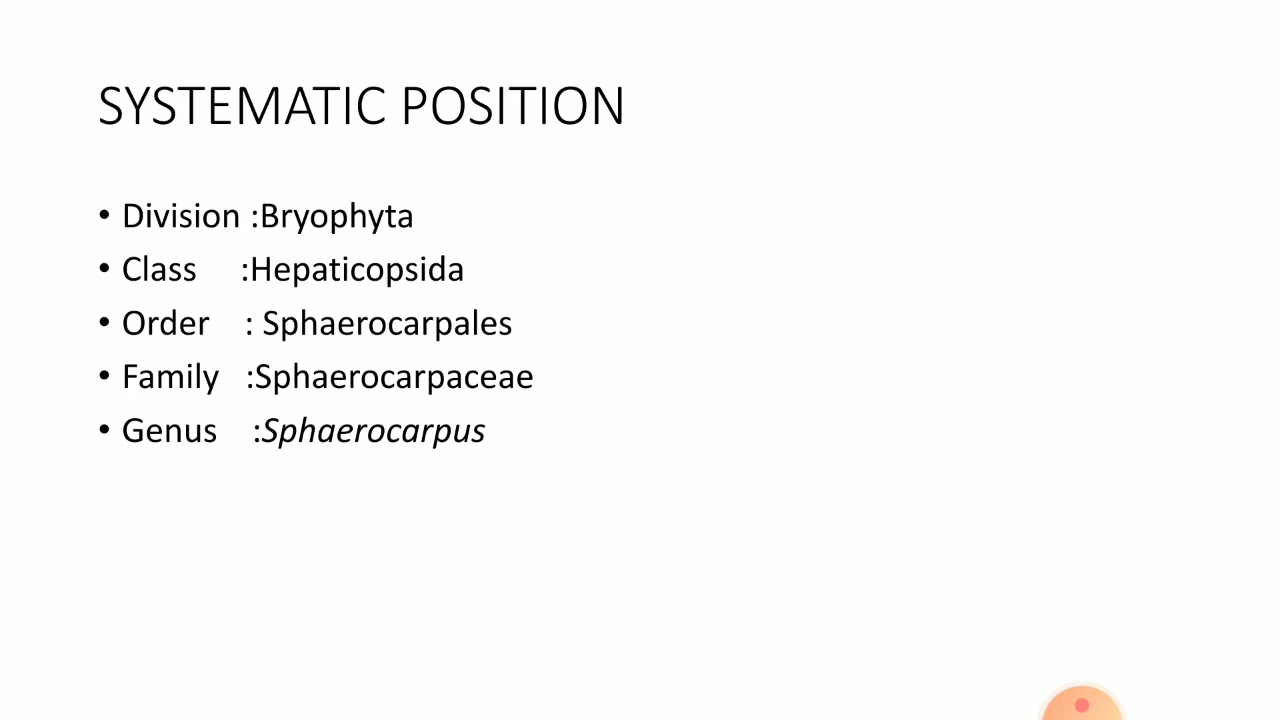 SYSTEMATIC POSITION
• Division :Bryophyta
• Class :Hepaticopsida
• Order : Sphaerocarpales
• Family :Sphaerocarpaceae
• Genus :Sphaerocarpus